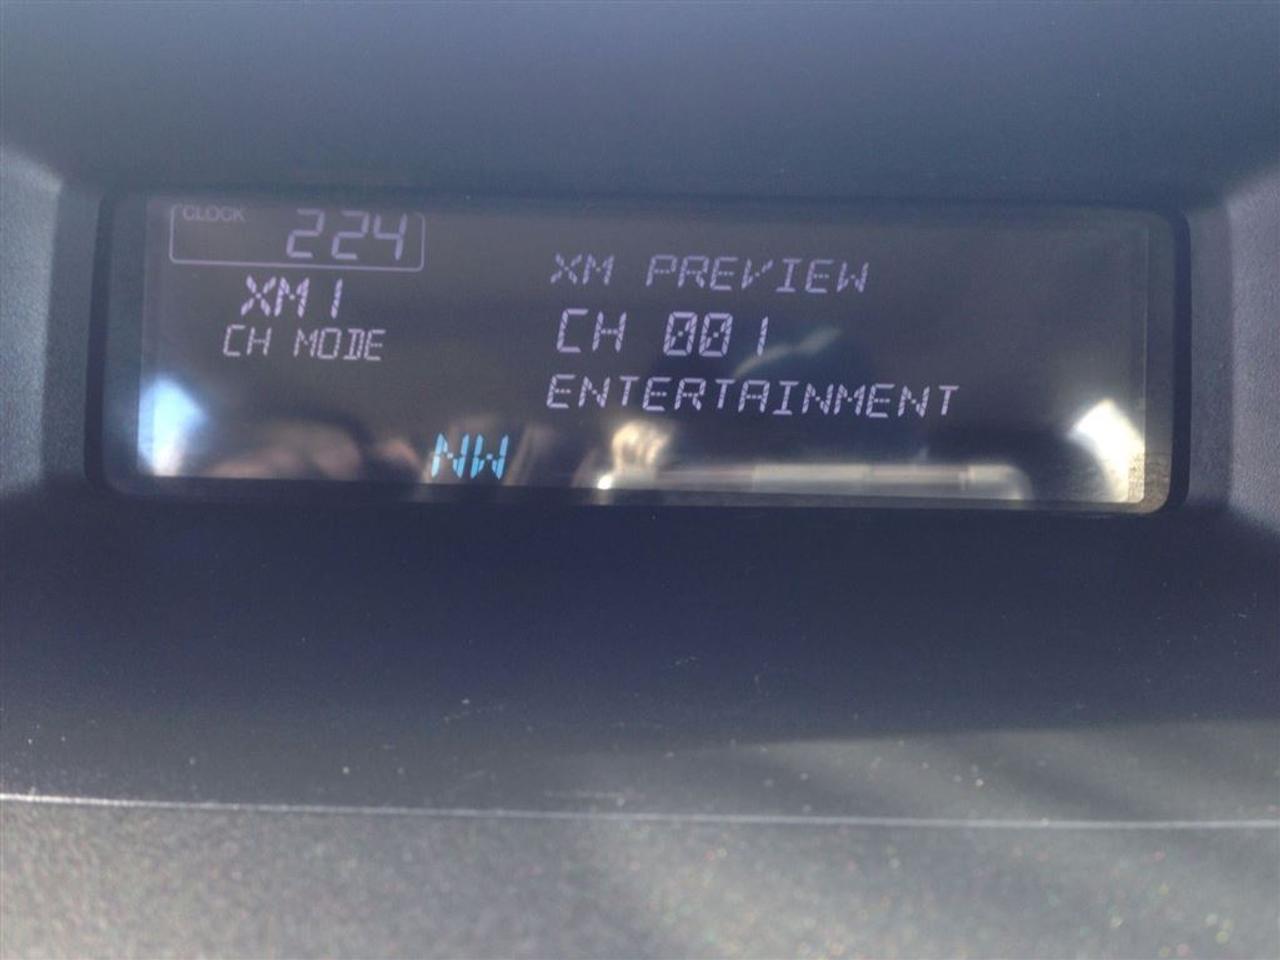 CLOCK 224
XM1
CH MODE
XM PREVIEW
CH 001
ENTERTAINMENT
NW